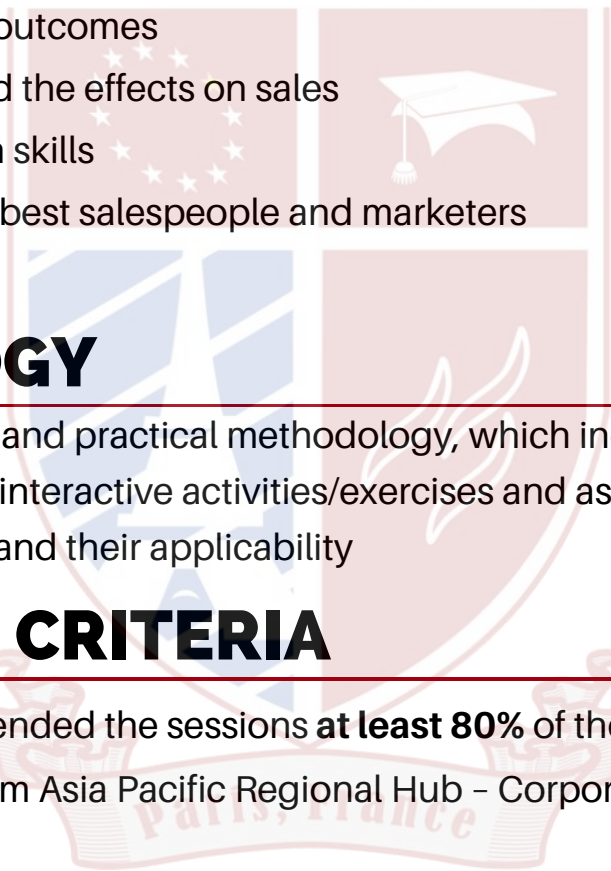 outcomes
d the effects on sales
n skills
best salespeople and marketers
OGY
and practical methodology, which in
interactive activities/exercises and as
and their applicability
CRITERIA
ended the sessions at least 80% of the
m Asia Pacific Regional Hub – Corpor
Paris, France